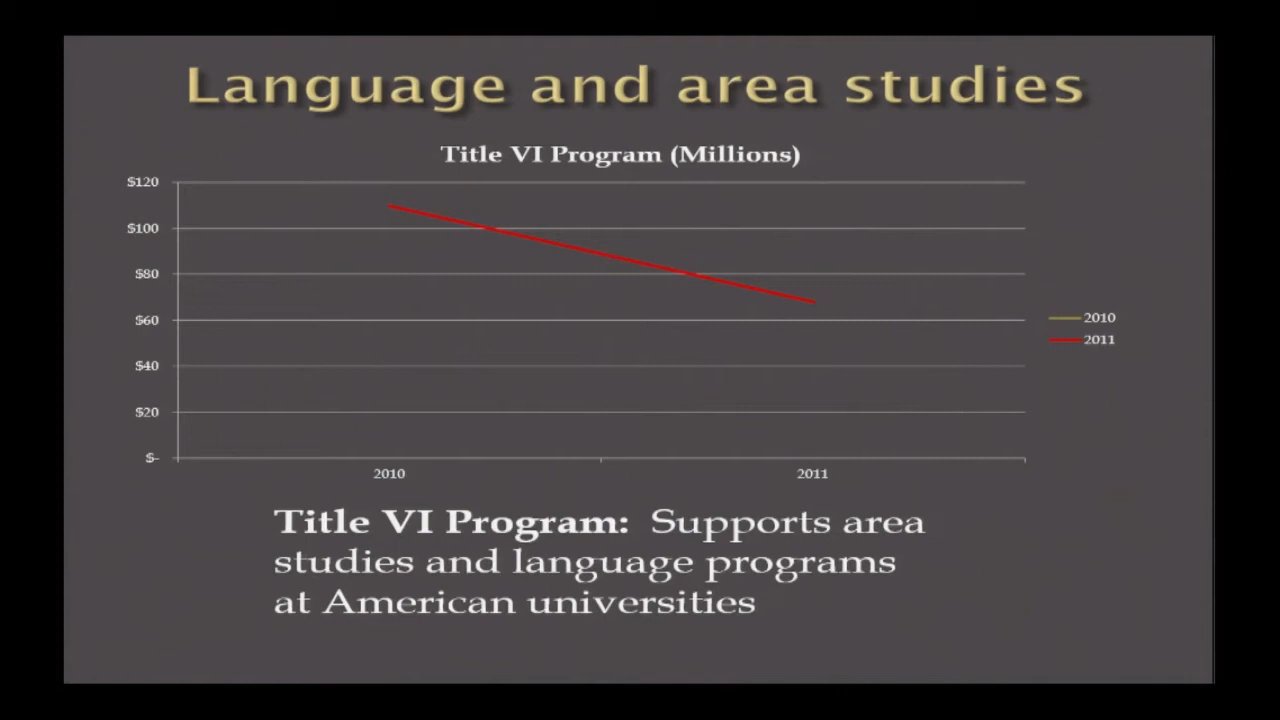 Language and area studies
Title VI Program (Millions)
$120
$100
$80
$60
$40
$20
$-
2010
2011
2010
2011
Title VI Program: Supports area
studies and language programs
at American universities